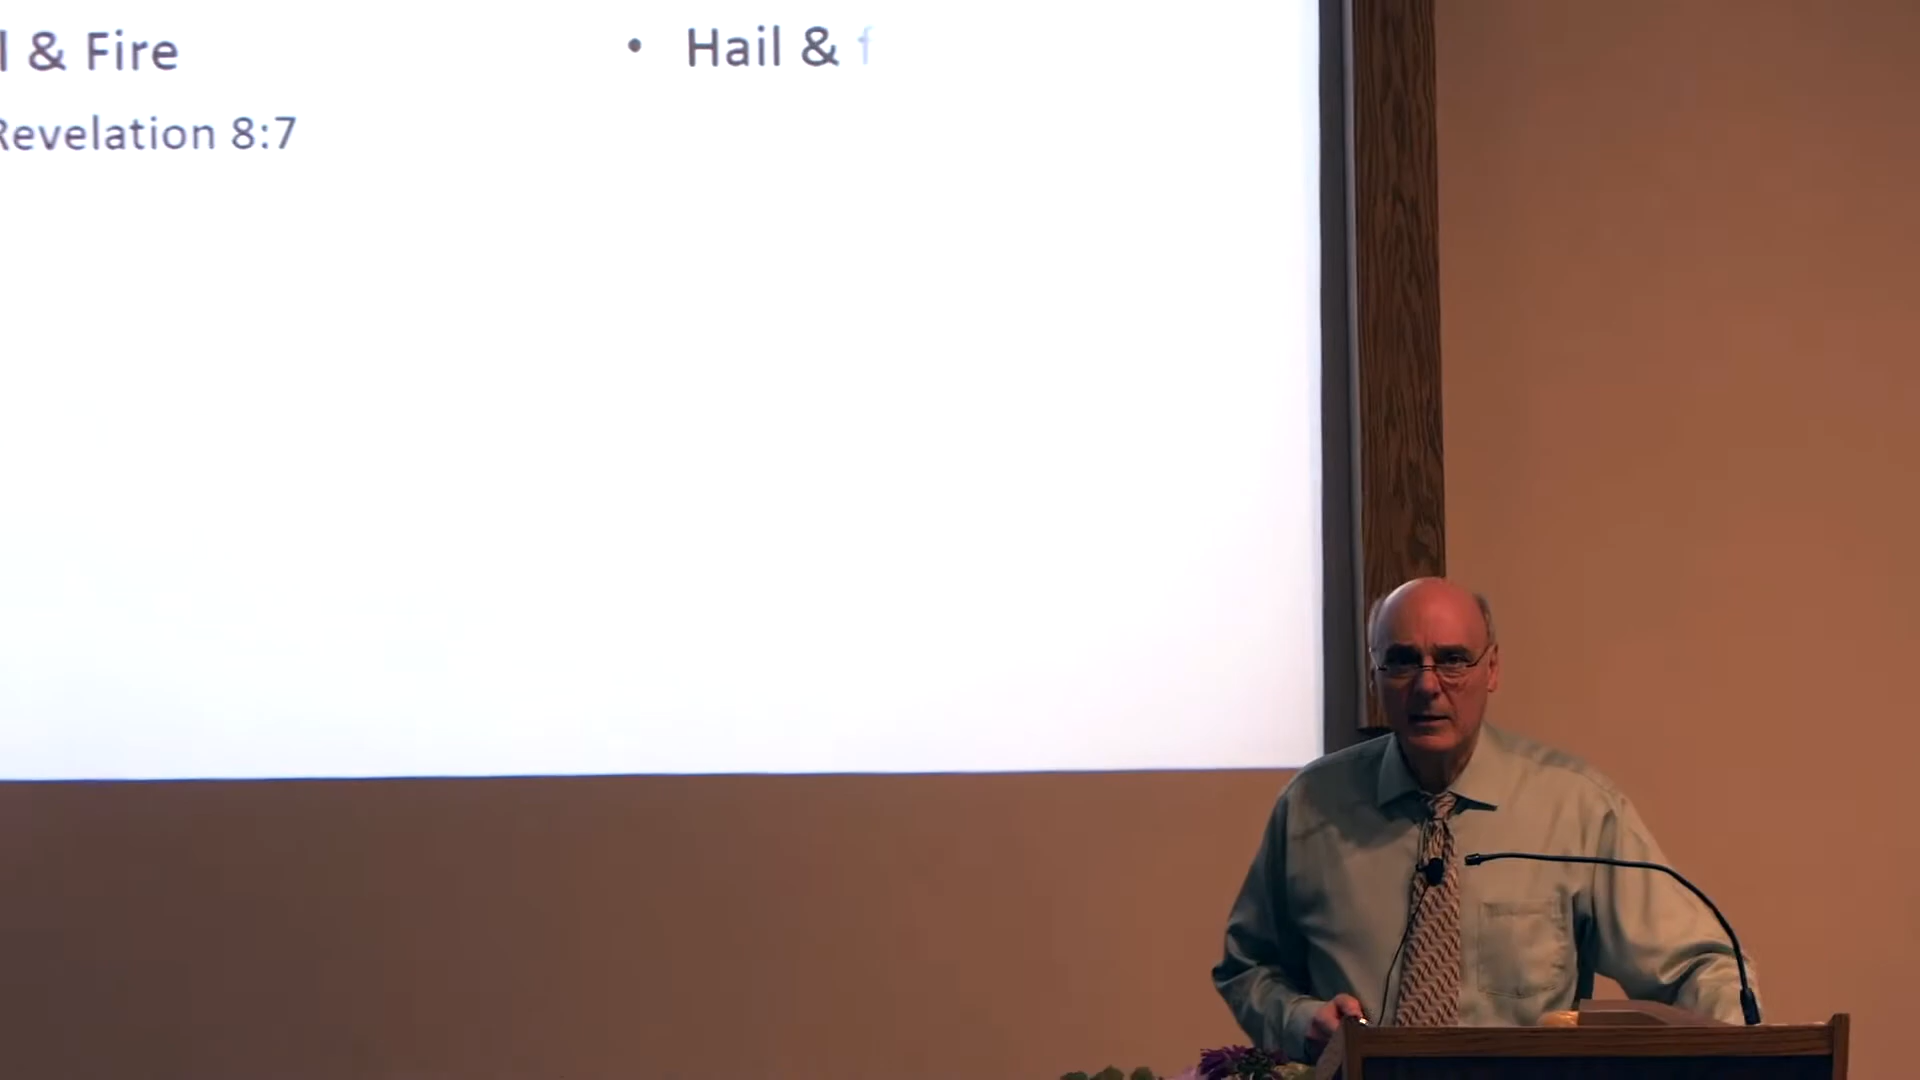 l & Fire
Revelation 8:7
• Hail & f